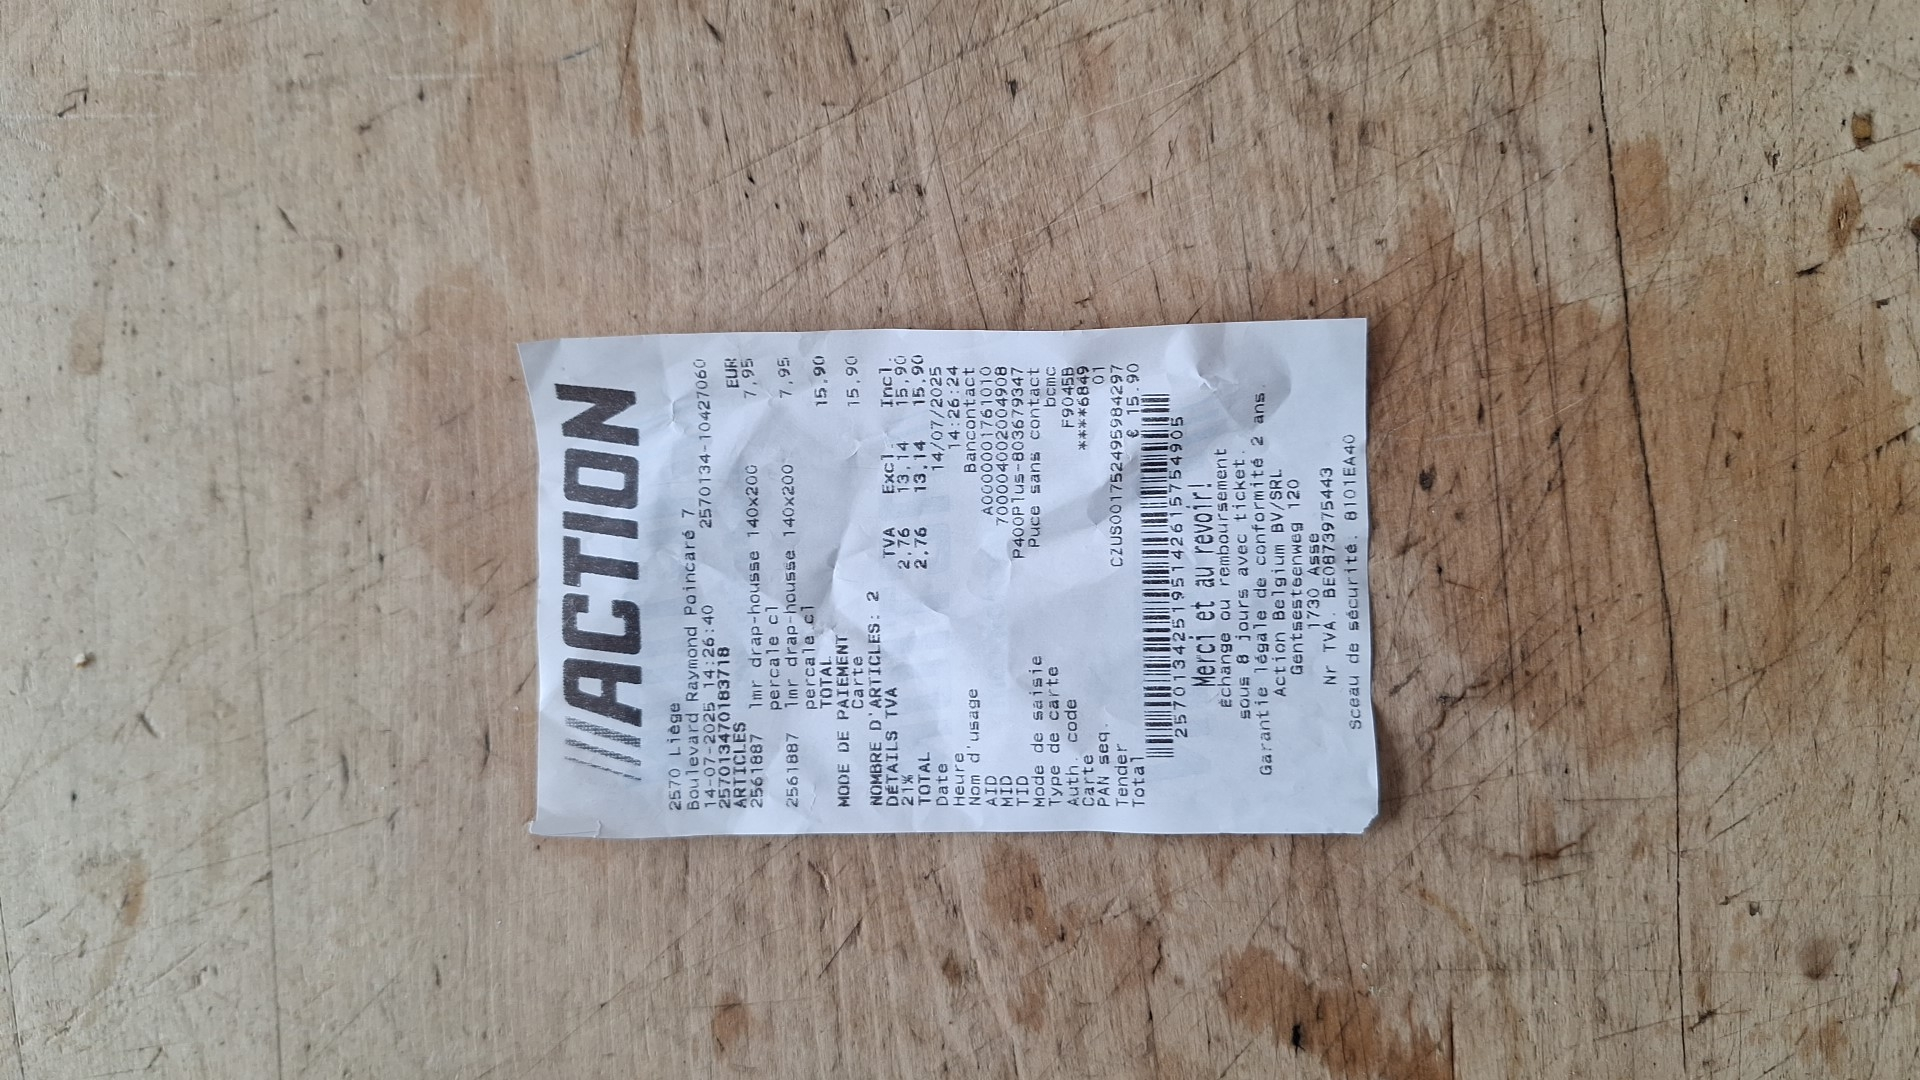 ACTION
2570 Liège
Boulevard Raymond Poincaré 7
14-07-2025 14:26:40 2570134-10427060
257013470183718
ARTICLES EUR
2561887 1mr drap-housse 140x200 7,95
percale cl
2561887 1mr drap-housse 140x200 7,95
percale cl
TOTAL 15,90
MODE DE PAIEMENT
Carte 15,90
NOMBRE D'ARTICLES: 2
DÉTAILS TVA TVA Excl. Incl.
21% 2,76 13,14 15,90
TOTAL 2,76 13,14 15,90
Date 14/07/2025
Heure 14:26:24
Nom d'usage Bancontact
AID A0000001761010
MID 70004002004908
TID P400Plus-803679347
Mode de saisie Puce sans contact
Type de carte bcmc
Auth. code F9045B
Carte ****6849
PAN seq. 01
Tender CZUS001752495984297
Total € 15.90
257013425195142615754905
Merci et au revoir!
Échange ou remboursement
sous 8 jours avec ticket.
Garantie légale de conformité 2 ans.
Action Belgium BV/SRL
Gentsesteenweg 120
1730 Asse
Nr TVA. BE0873975443
Sceau de sécurité. 8101EA40